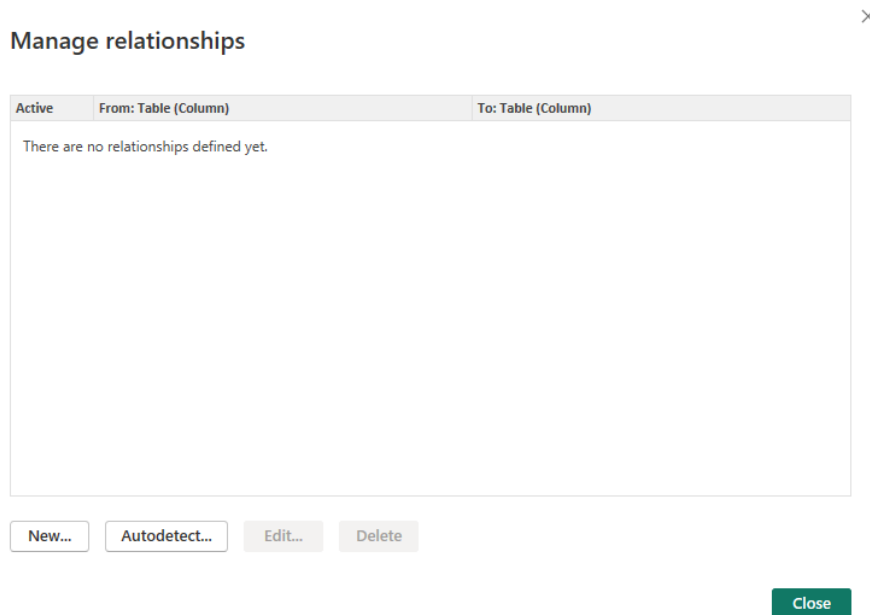 Manage relationships
Active From: Table (Column) To: Table (Column)
There are no relationships defined yet.
New... Autodetect... Edit... Delete
Close